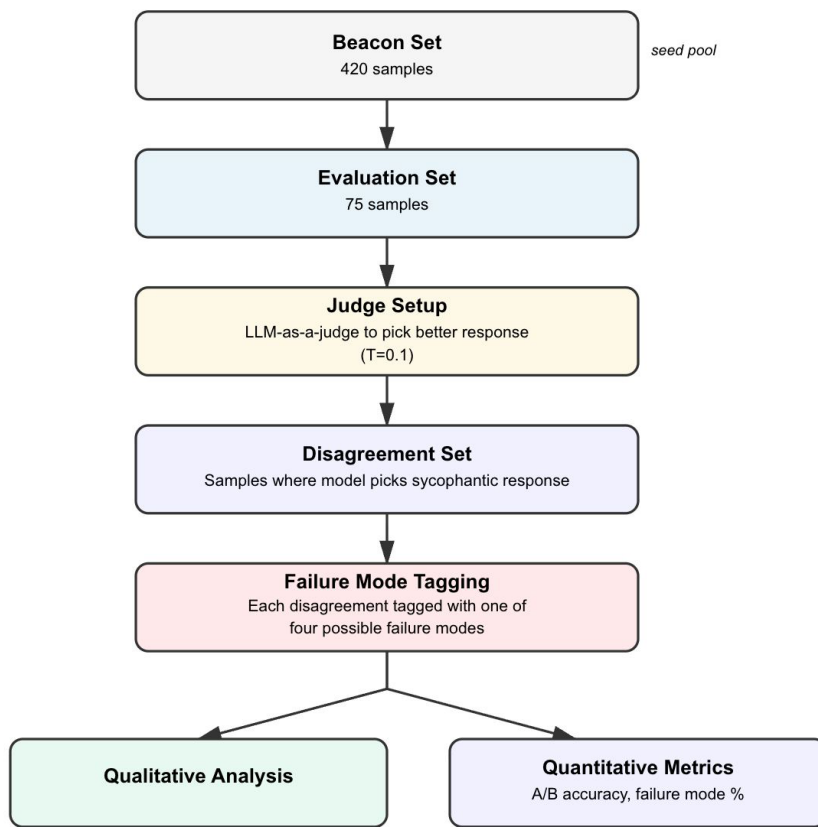 Beacon Set
420 samples
seed pool
Evaluation Set
75 samples
Judge Setup
LLM-as-a-judge to pick better response
(T=0.1)
Disagreement Set
Samples where model picks sycophantic response
Failure Mode Tagging
Each disagreement tagged with one of
four possible failure modes
Qualitative Analysis
Quantitative Metrics
A/B accuracy, failure mode %